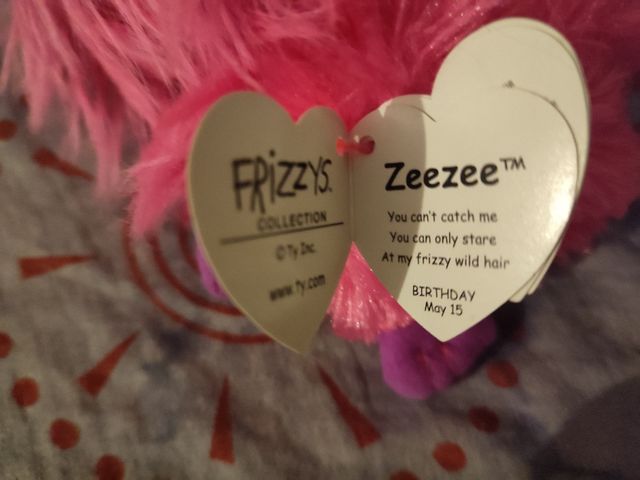 FRizzYS.
COLLECTION
© Ty Inc.
www.ty.com
Zeezee™
You can't catch me
You can only stare
At my frizzy wild hair
BIRTHDAY
May 15